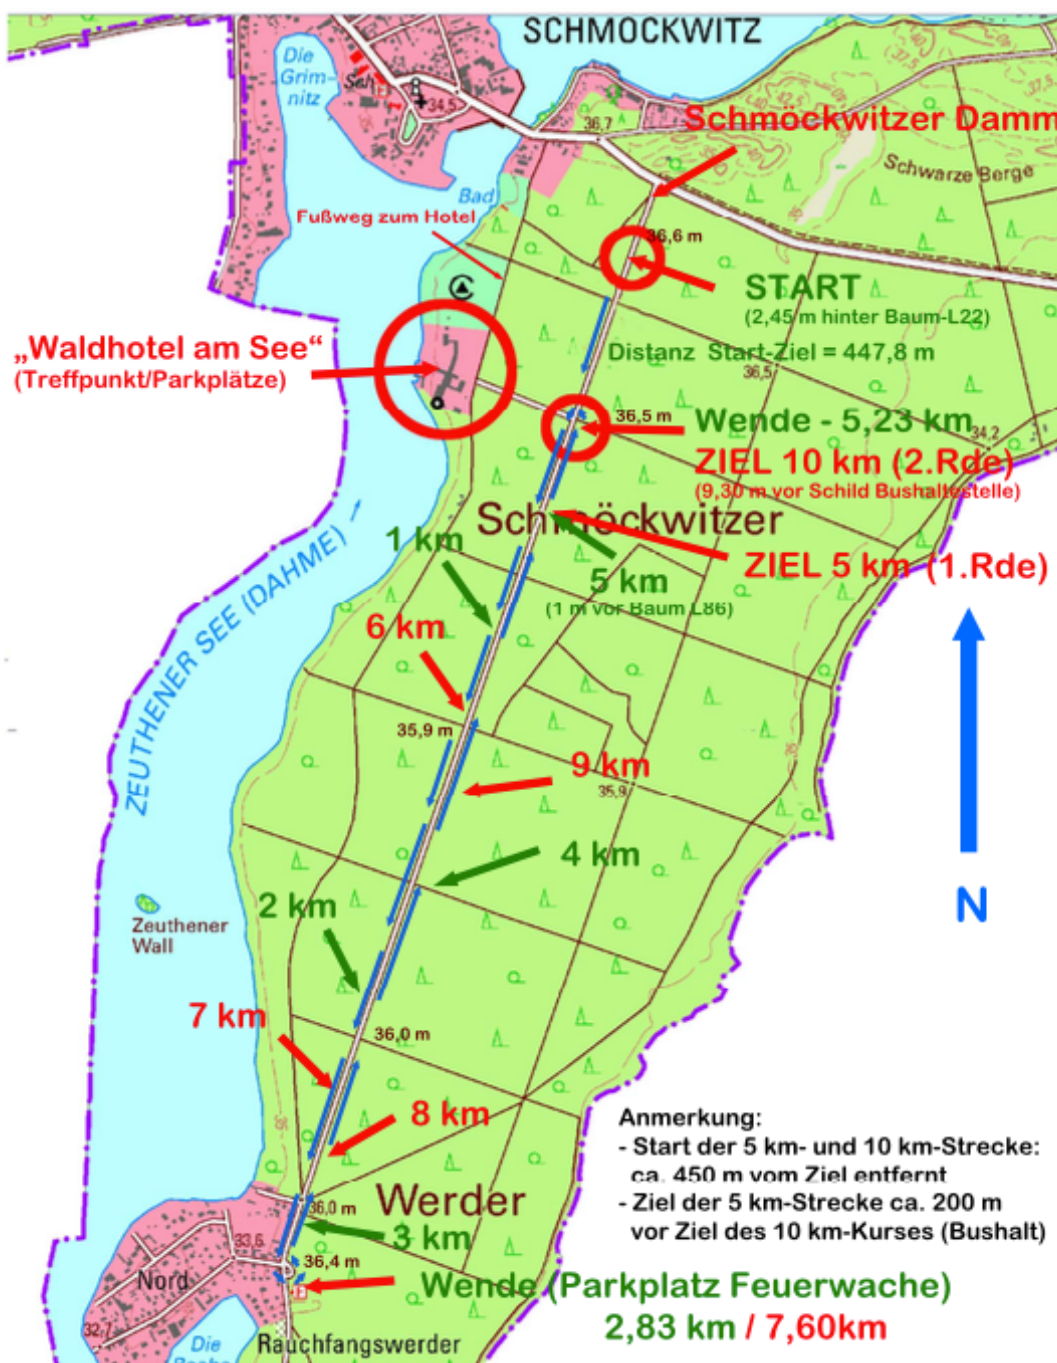 SCHMÖCKWITZ
Die
Grim-
nitz
Sch
34,5
36,7
Schmöckwitzer Damm
Schwarze Berge
Bad
Fußweg zum Hotel
36,6 m
START
(2,45 m hinter Baum-L22)
„Waldhotel am See“
(Treffpunkt/Parkplätze)
Distanz Start-Ziel = 447,8 m
36,5
36,5 m
Wende - 5,23 km
34,2
ZIEL 10 km (2.Rde)
(9,30 m vor Schild Bushaltestelle)
Schmöckwitzer
1 km
ZIEL 5 km (1.Rde)
5 km
(1 m vor Baum L86)
6 km
ZEUTHENER SEE (DAHME)
35,9 m
9 km
35,9
4 km
2 km
N
Zeuthener
Wall
7 km
36,0 m
8 km
Anmerkung:
- Start der 5 km- und 10 km-Strecke:
ca. 450 m vom Ziel entfernt
- Ziel der 5 km-Strecke ca. 200 m
vor Ziel des 10 km-Kurses (Bushalt)
Werder
36,0 m
3 km
33,6
36,4 m
Nord
Wende (Parkplatz Feuerwache)
2,83 km / 7,60km
32,7
Rauchfangswerder
Die